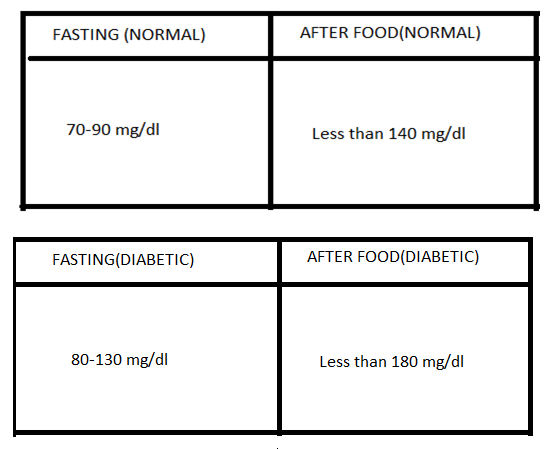 FASTING (NORMAL)
AFTER FOOD(NORMAL)
70-90 mg/dl
Less than 140 mg/dl
FASTING(DIABETIC)
AFTER FOOD(DIABETIC)
80-130 mg/dl
Less than 180 mg/dl